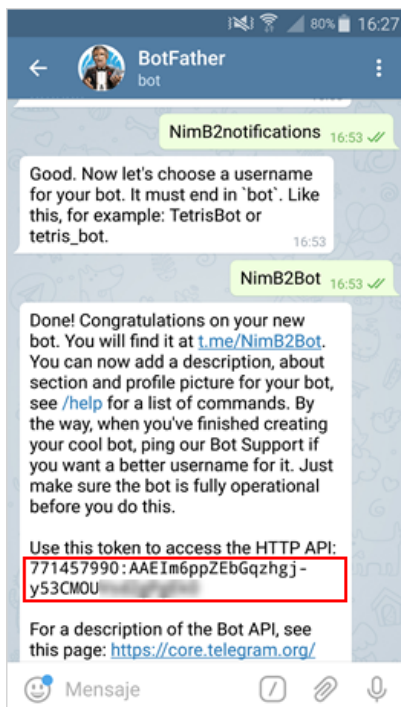 80% 16:27
BotFather
bot
NimB2notifications 16:53
Good. Now let's choose a username
for your bot. It must end in `bot`. Like
this, for example: TetrisBot or
tetris_bot.
16:53
NimB2Bot 16:53
Done! Congratulations on your new
bot. You will find it at t.me/NimB2Bot.
You can now add a description, about
section and profile picture for your bot,
see /help for a list of commands. By
the way, when you've finished creating
your cool bot, ping our Bot Support if
you want a better username for it. Just
make sure the bot is fully operational
before you do this.
Use this token to access the HTTP API:
771457990:AAEIm6ppZEbGqzhgj-
y53CMOU
For a description of the Bot API, see
this page: https://core.telegram.org/
Mensaje